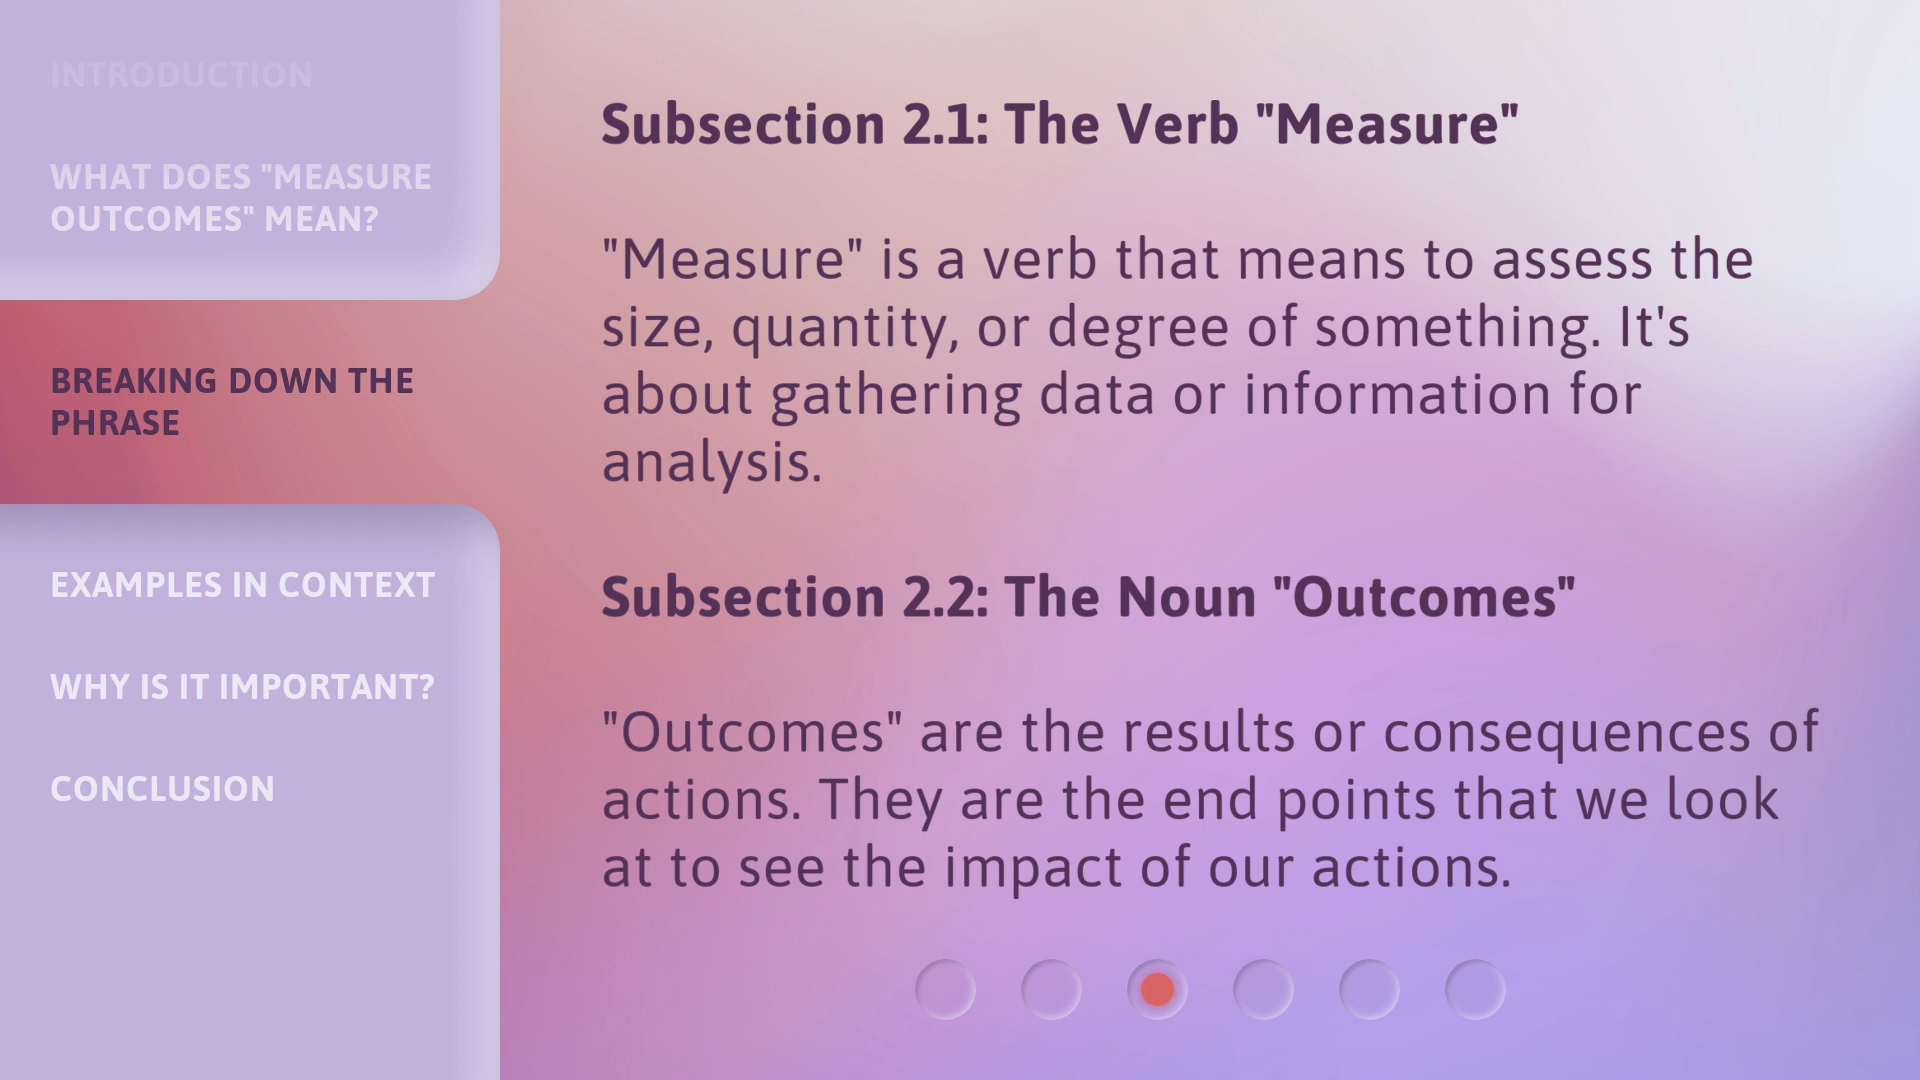 INTRODUCTION
WHAT DOES "MEASURE
OUTCOMES" MEAN?
BREAKING DOWN THE
PHRASE
EXAMPLES IN CONTEXT
WHY IS IT IMPORTANT?
CONCLUSION
Subsection 2.1: The Verb "Measure"
"Measure" is a verb that means to assess the
size, quantity, or degree of something. It's
about gathering data or information for
analysis.
Subsection 2.2: The Noun "Outcomes"
"Outcomes" are the results or consequences of
actions. They are the end points that we look
at to see the impact of our actions.